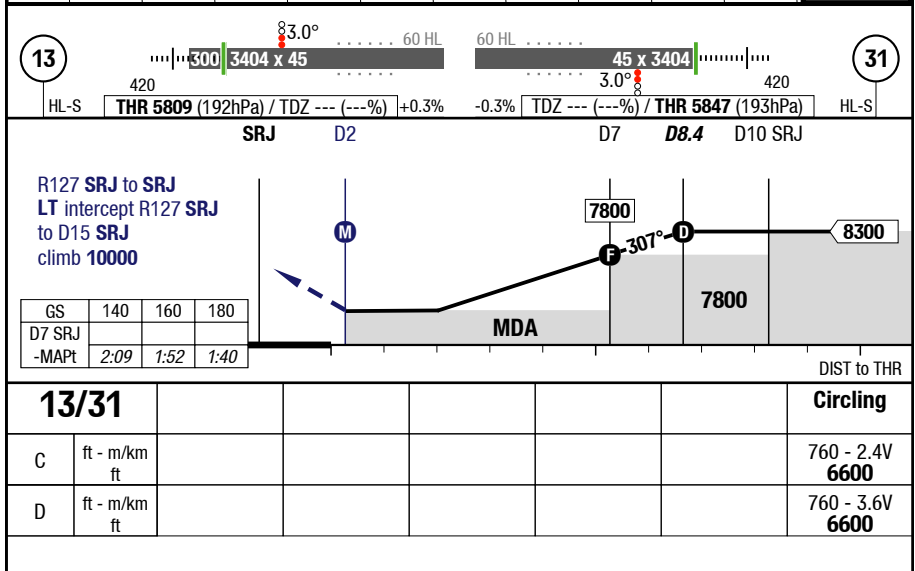 3.0°
60 HL
60 HL
13
300
3404 x 45
45 x 3404
31
3.0°
420
420
HL-S
THR 5809 (192hPa) / TDZ --- (---%)
+0.3%
-0.3%
TDZ --- (---%) / THR 5847 (193hPa)
HL-S
SRJ
D2
D7
D8.4
D10 SRJ
R127 SRJ to SRJ
LT intercept R127 SRJ
to D15 SRJ
climb 10000
7800
M
D
8300
307°
F
7800
MDA
GS 140 160 180
D7 SRJ
-MAPt 2:09 1:52 1:40
DIST to THR
13/31
Circling
C
ft - m/km
ft
760 - 2.4V
6600
D
ft - m/km
ft
760 - 3.6V
6600